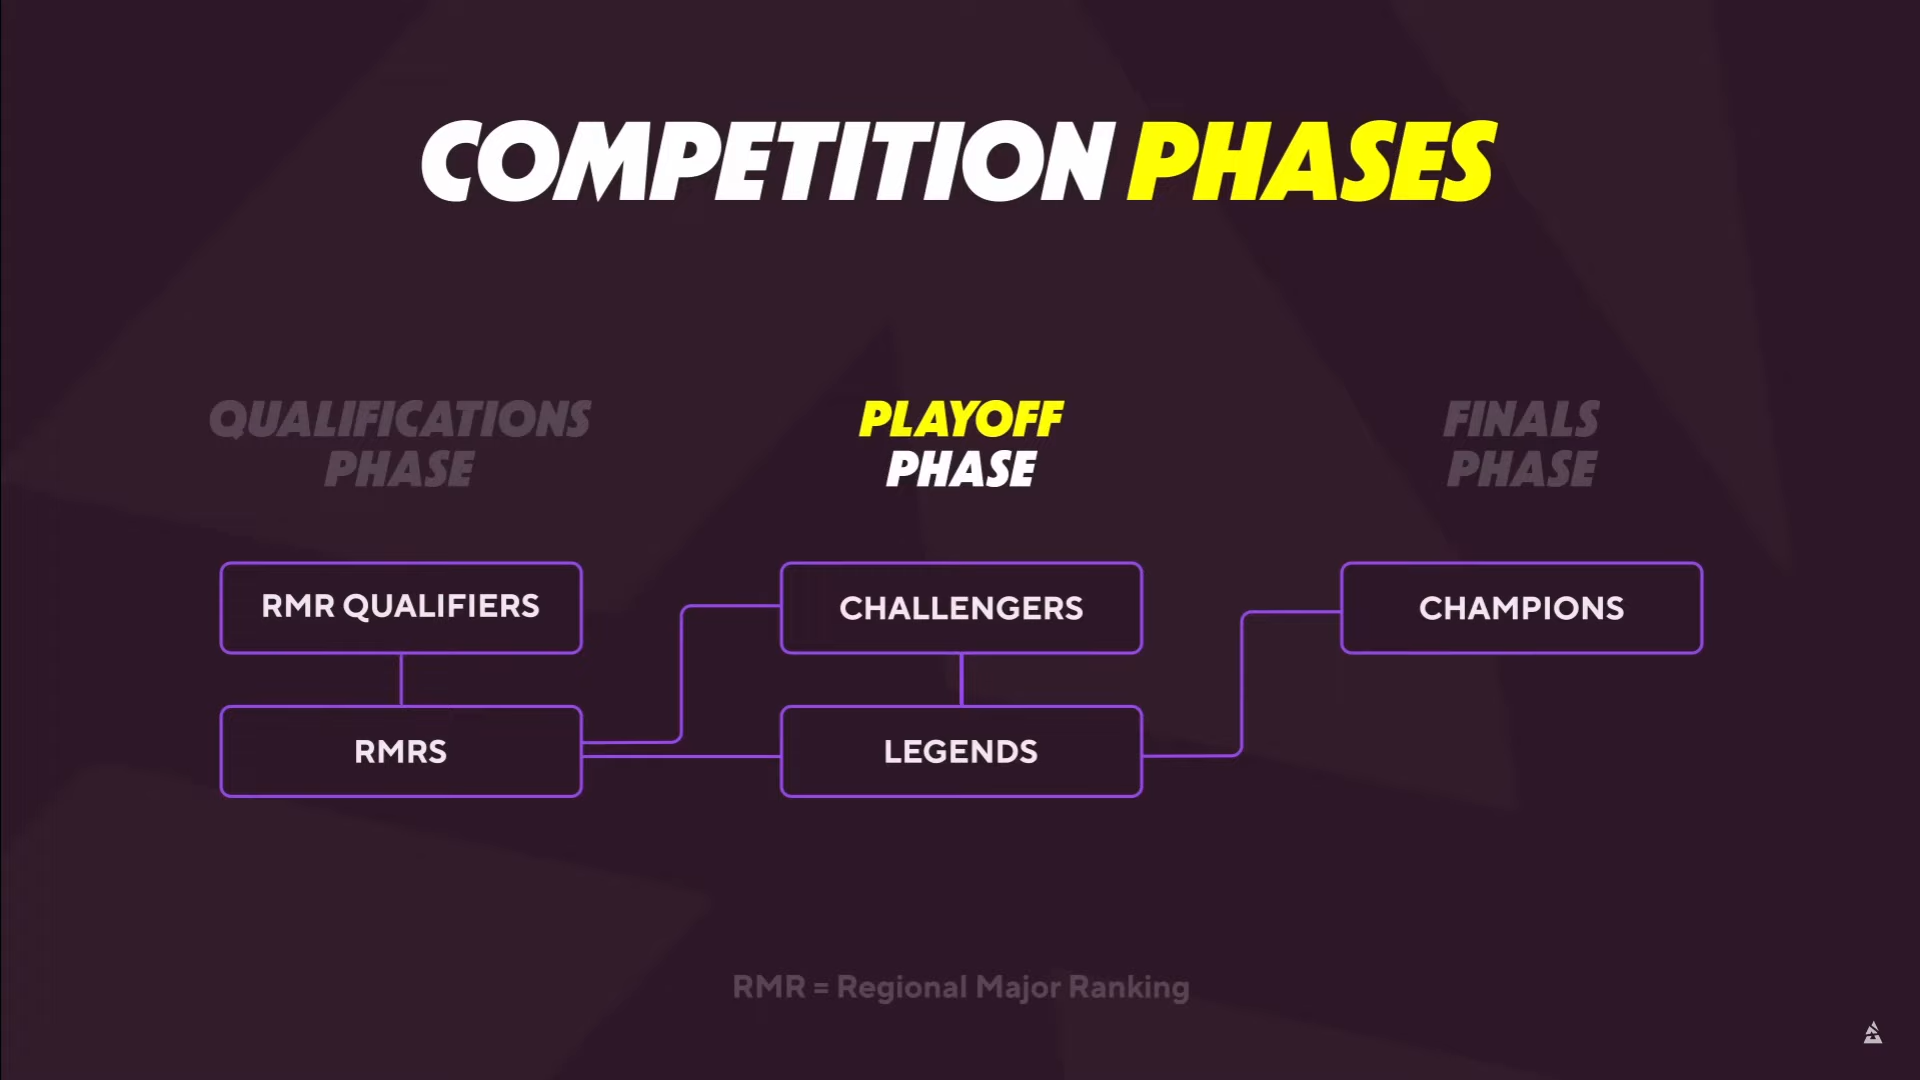 COMPETITION PHASES
QUALIFICATIONS
PHASE
RMR QUALIFIERS
RMRS
PLAYOFF
PHASE
CHALLENGERS
LEGENDS
FINALS
PHASE
CHAMPIONS
RMR = Regional Major Ranking